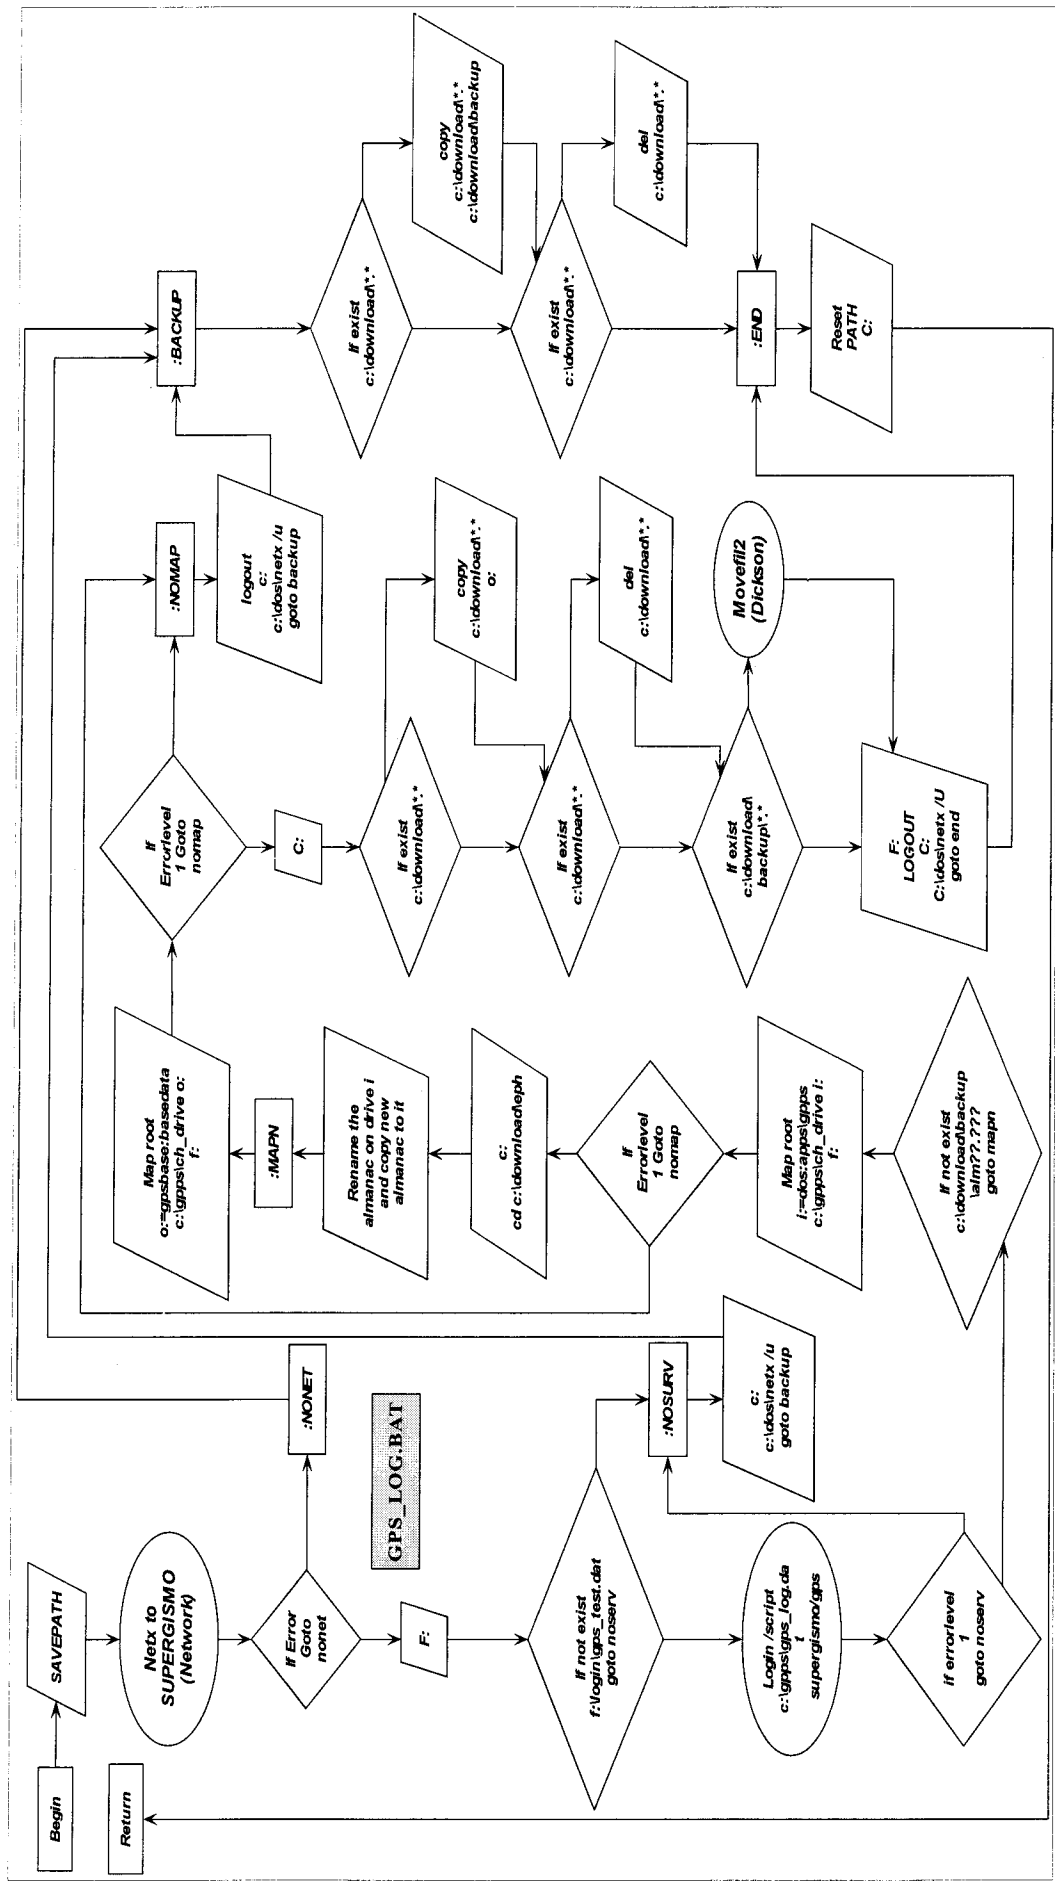 Begin
SAVEPATH
Return
Netx to
SUPERGISMO
(Network)
If Error
Goto
nonet
:NONET
F:
GPS_LOG.BAT
If not exist
f:\login\gps_test.dat
goto noserv
:NOSURV
c:
c:\dos\netx /u
goto backup
Login /script
c:\gpps\gps_log.da
t
supergismo/gps
if errorlevel
1
goto noserv
If not exist
c:\download\backup
\alm??.???
goto mapn
Map root
i:=dos:apps\gpps
c:\gpps\ch_drive i:
f:
If
Errorlevel
1 Goto
nomap
c:
cd c:\download\eph
Rename the
almanac on drive i
and copy new
almanac to it
:MAPN
Map root
o:=gpsbase:basedata
c:\gpps\ch_drive o:
f:
If
Errorlevel
1 Goto
nomap
:NOMAP
logout
c:
c:\dos\netx /u
goto backup
C:
If exist
c:\download\*.*
copy
c:\download\*.*
o:
If exist
c:\download\*.*
del
c:\download\*.*
If exist
c:\download\
backup\*.*
Movefil2
(Dickson)
F:
LOGOUT
C:
C:\dos\netx /U
goto end
:BACKUP
If exist
c:\download\*.*
copy
c:\download\*.*
c:\download\backup
If exist
c:\download\*.*
del
c:\download\*.*
:END
Reset
PATH
C: